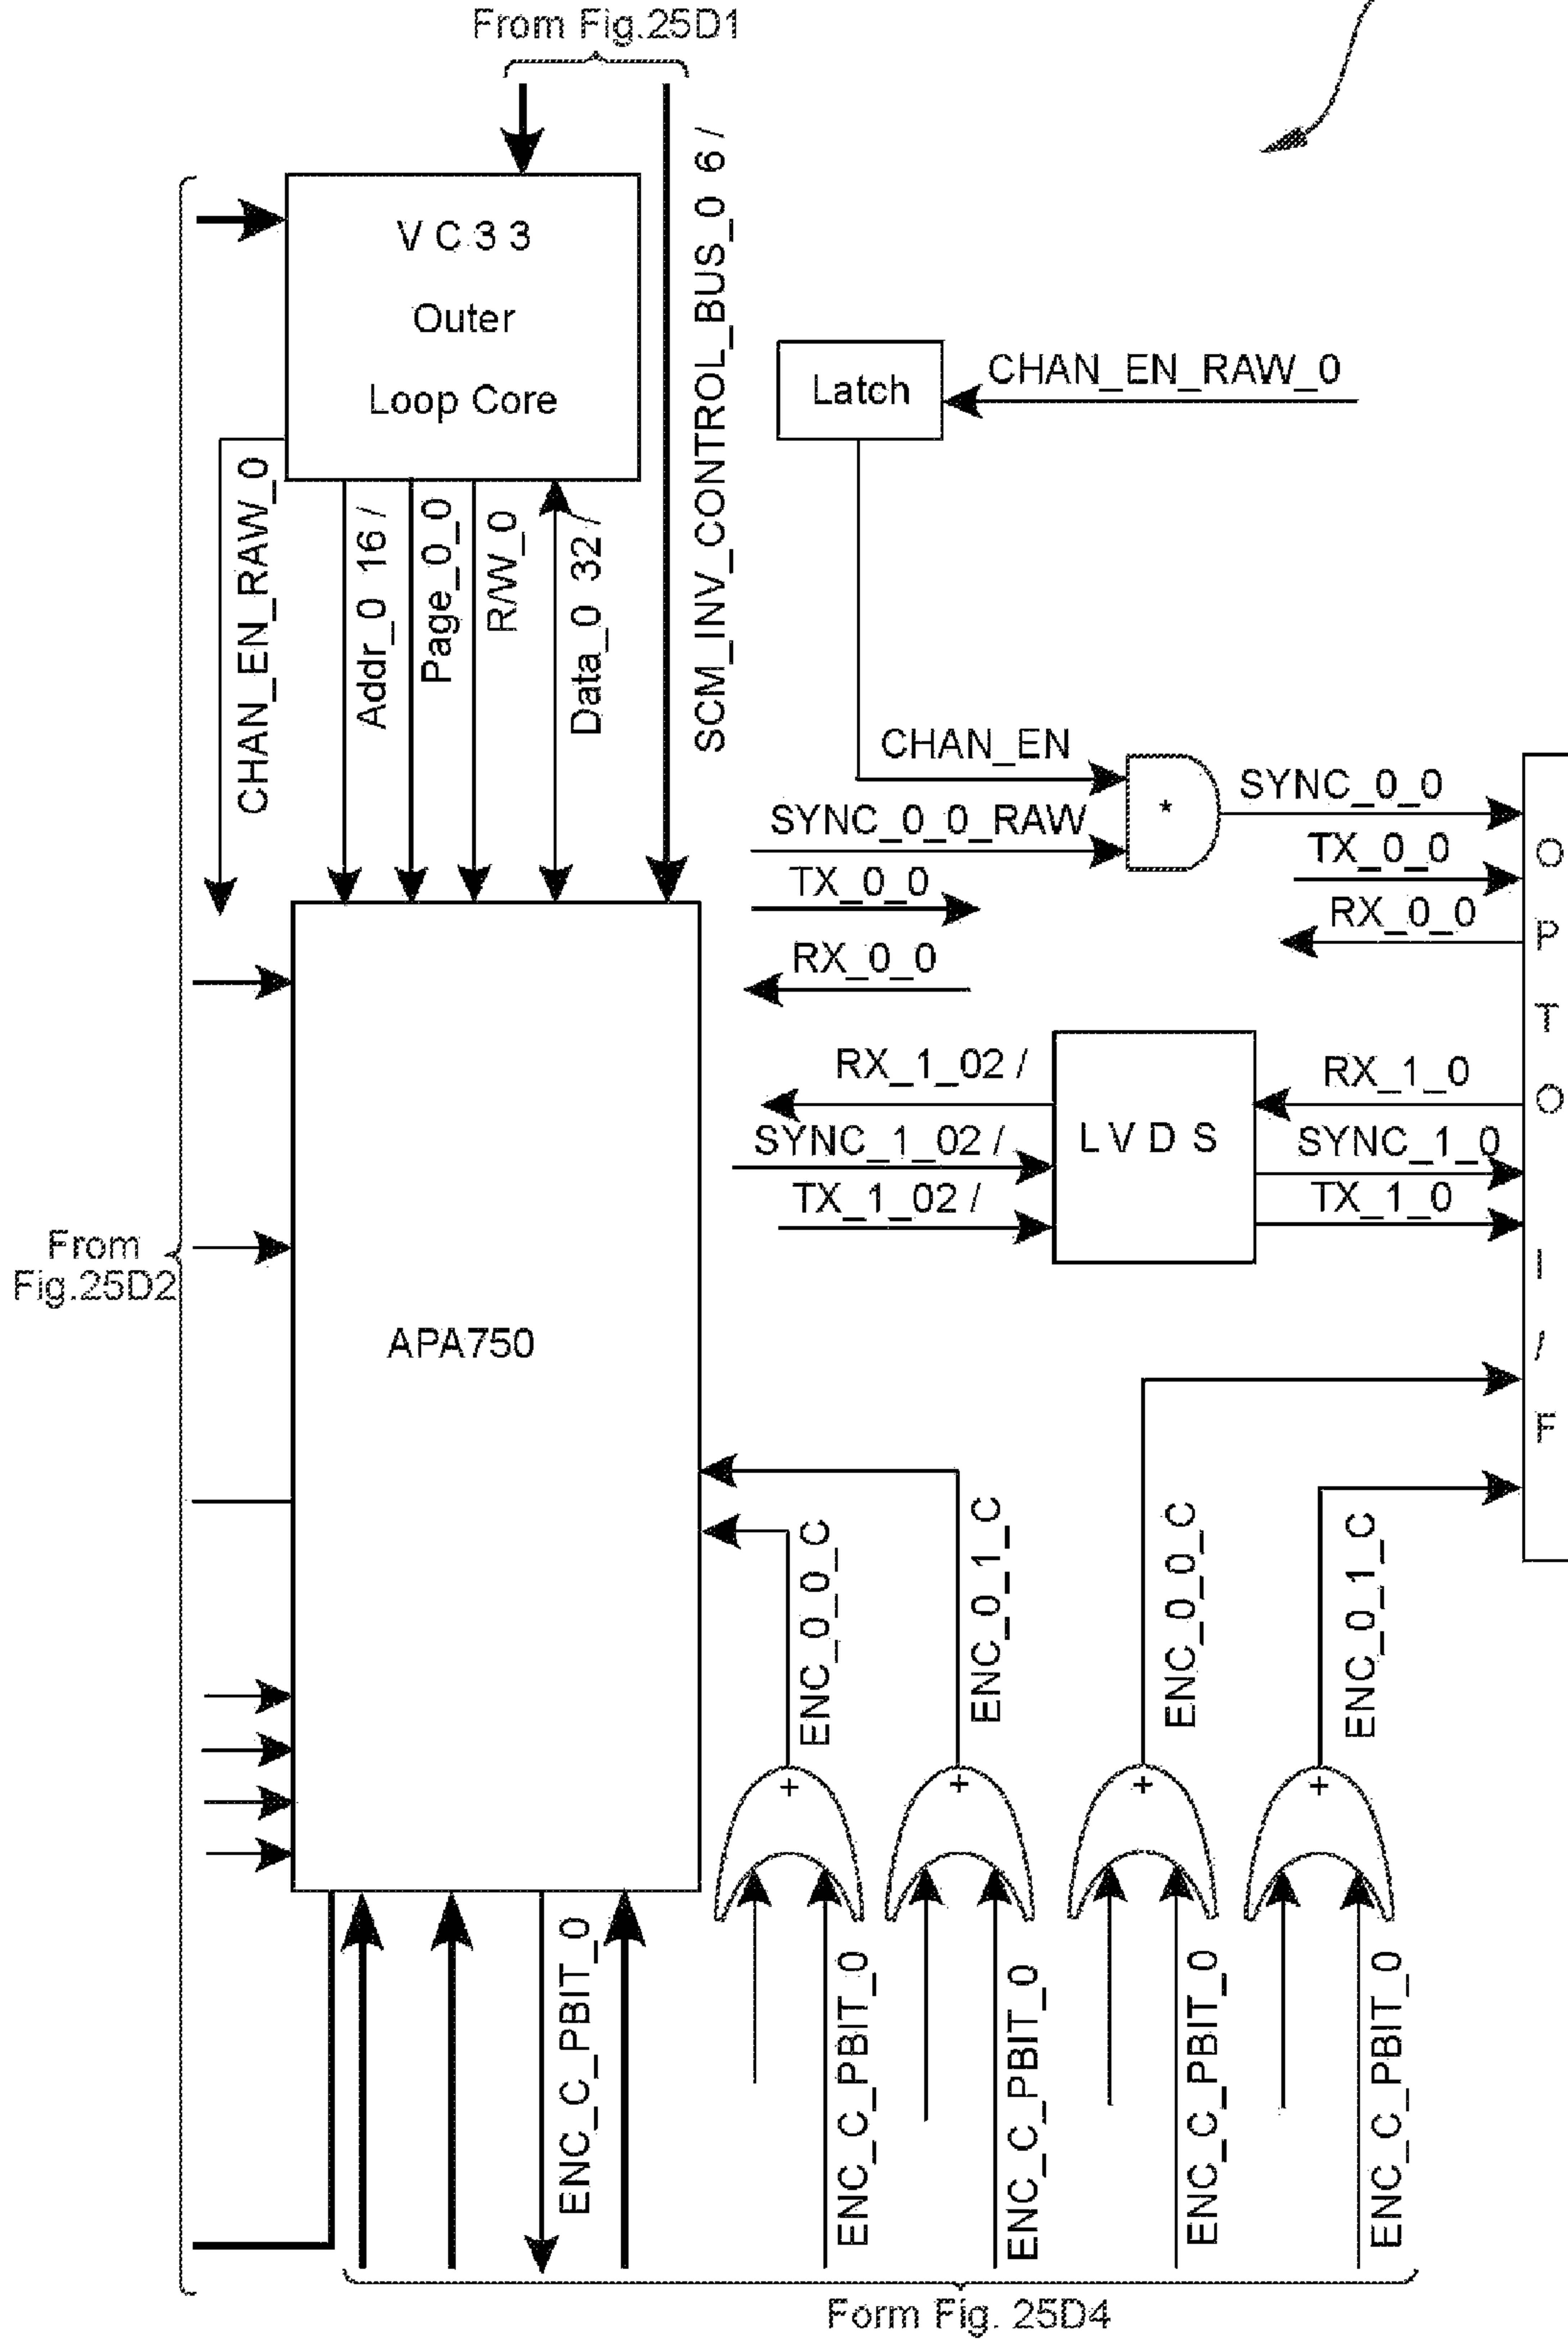 From Fig.25D1
V C 3 3
Outer
Loop Core
SCM_INV_CONTROL_BUS_0 6 /
CHAN_EN_RAW_0
Addr_0 16 /
Page_0_0
R/W_0
Data_0 32 /
Latch
CHAN_EN_RAW_0
CHAN_EN
*
SYNC_0_0_RAW
SYNC_0_0
TX_0_0
RX_0_0
TX_0_0
RX_0_0
RX_1_02 /
SYNC_1_02 /
TX_1_02 /
L V D S
RX_1_0
SYNC_1_0
TX_1_0
O
P
T
O
I
/
F
From
Fig.25D2
APA750
ENC_0_0_C
ENC_0_1_C
ENC_0_0_C
ENC_0_1_C
+
+
+
+
ENC_C_PBIT_0
ENC_C_PBIT_0
ENC_C_PBIT_0
ENC_C_PBIT_0
ENC_C_PBIT_0
Form Fig. 25D4